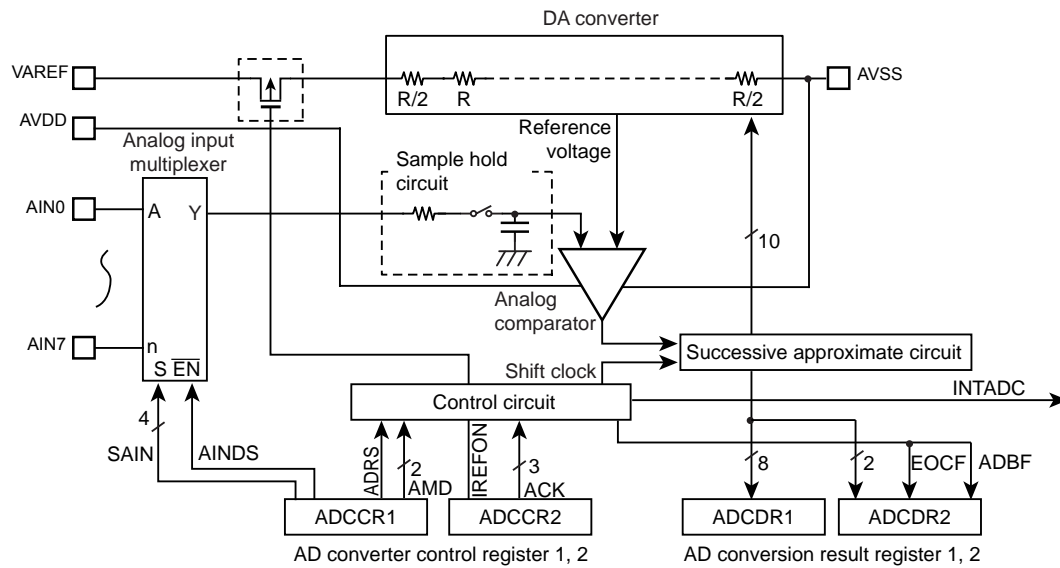 DA converter
VAREF
AVSS
R/2
R
R/2
AVDD
Analog input
multiplexer
Reference
voltage
Sample hold
circuit
AIN0
A
Y
10
Analog
comparator
AIN7
n
S
EN
Successive approximate circuit
Shift clock
INTADC
Control circuit
4
SAIN
AINDS
ADRS
2
AMD
IREFON
3
ACK
8
2
EOCF
ADBF
ADCCR1
ADCCR2
ADCDR1
ADCDR2
AD converter control register 1, 2
AD conversion result register 1, 2